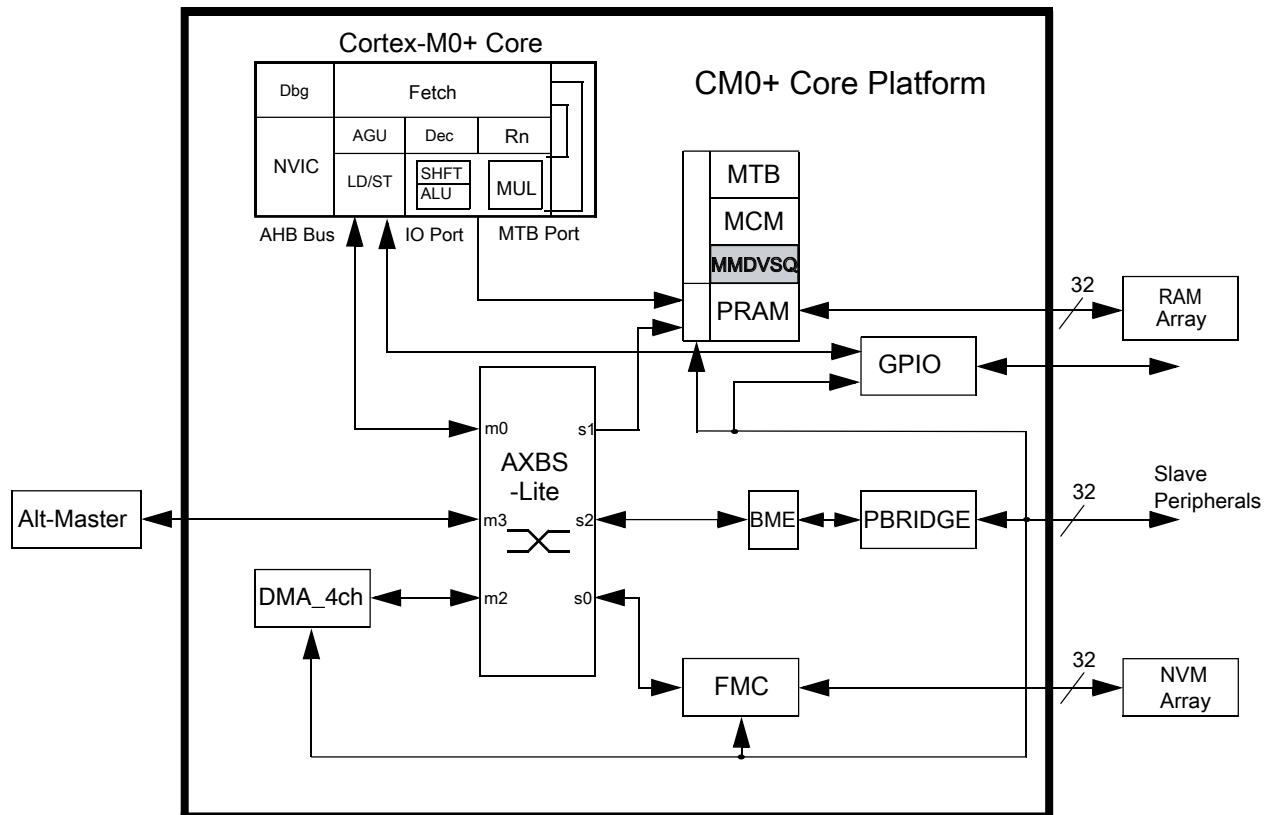 Cortex-M0+ Core
CM0+ Core Platform
Dbg
Fetch
NVIC
AGU
Dec
Rn
LD/ST
SHFT
ALU
MUL
AHB Bus
IO Port
MTB Port
MTB
MCM
MMDVSQ
PRAM
32
RAM
Array
GPIO
m0
s1
AXBS
-Lite
Alt-Master
m3
s2
BME
PBRIDGE
32
Slave
Peripherals
DMA_4ch
m2
s0
FMC
32
NVM
Array